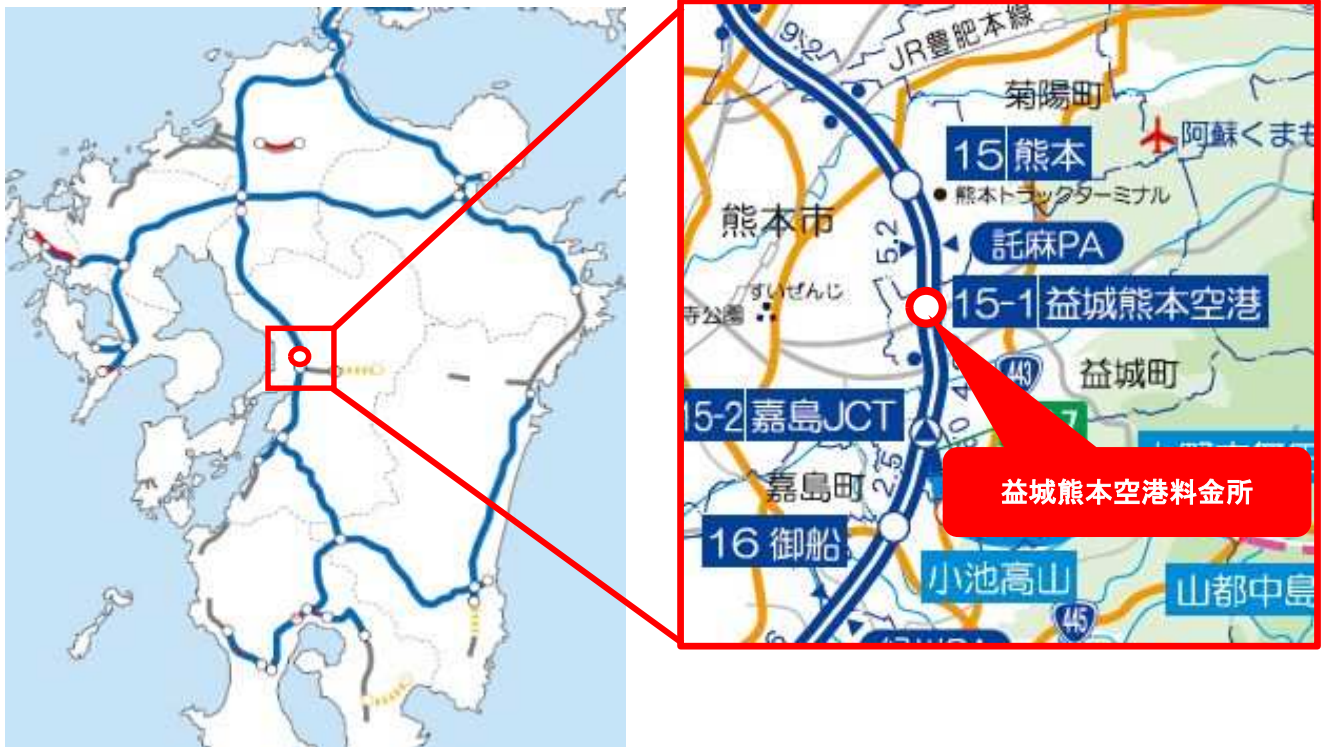 9.2
JR豊肥本線
菊陽町
阿蘇くまも
15 熊本
熊本トラックターミナル
熊本市
5.2
託麻PA
すいぜんじ
寺公園
15-1 益城熊本空港
443
益城町
15-2 嘉島JCT
7
益城熊本空港料金所
嘉島町
2.5
16 御船
小池高山
山都中島
445